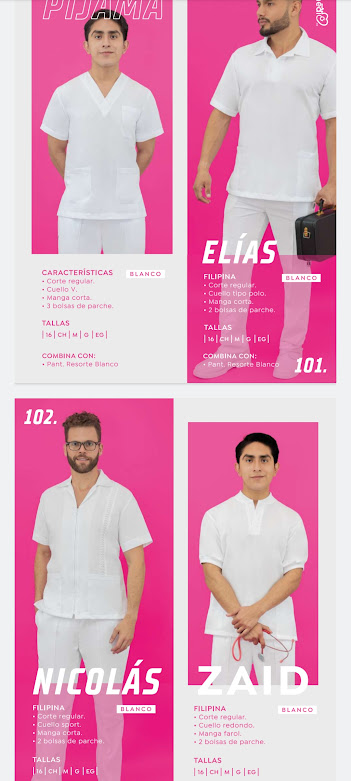 PIJAMA
CARACTERÍSTICAS BLANCO
• Corte regular.
• Cuello V.
• Manga corta.
• 3 bolsas de parche.
TALLAS
| 16 | CH | M | G | EG |
COMBINA CON:
• Pant. Resorte Blanco
ELÍAS
FILIPINA BLANCO
• Corte regular.
• Cuello tipo polo.
• Manga corta.
• 2 bolsas de parche.
TALLAS
| 16 | CH | M | G | EG |
COMBINA CON:
• Pant. Resorte Blanco
101.
102.
NICOLÁS
FILIPINA BLANCO
• Corte regular.
• Cuello sport.
• Manga corta.
• 2 bolsas de parche.
TALLAS
| 16 | CH | M | G | EG |
ZAID
FILIPINA BLANCO
• Corte regular.
• Cuello redondo.
• Manga farol.
• 2 bolsas de parche.
TALLAS
| 16 | CH | M | G | EG |